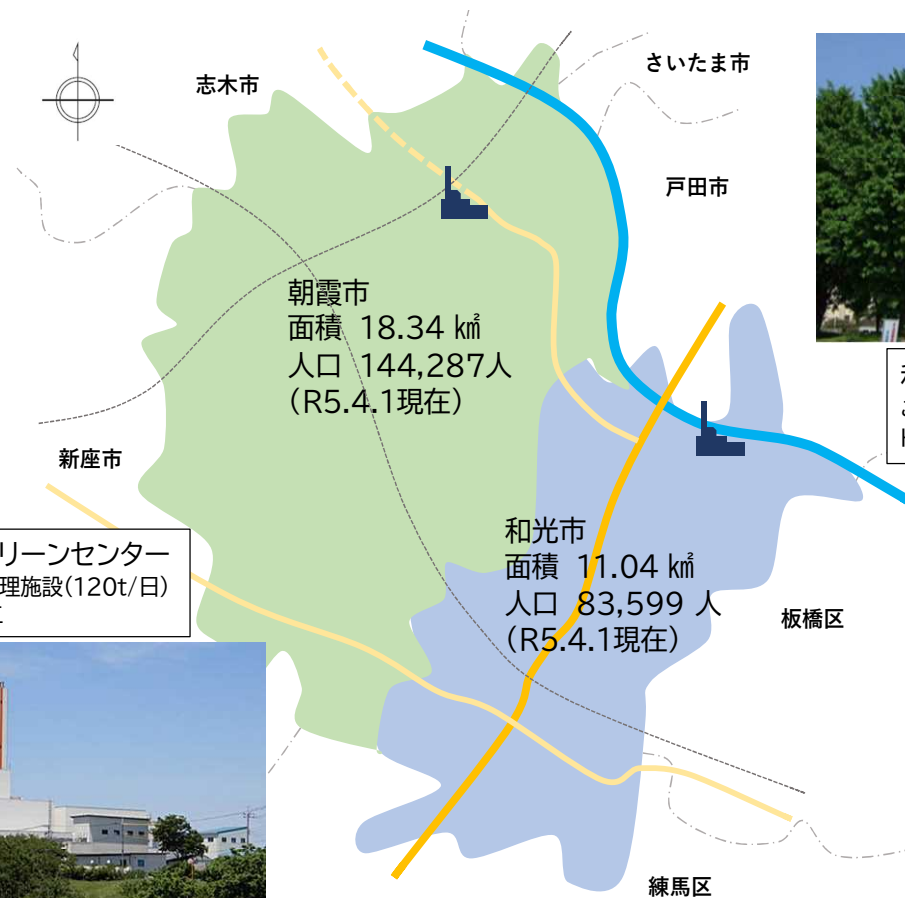 志木市
さいたま市
戸田市
朝霞市
面積 18.34 ㎢
人口 144,287人
（R5.4.1現在）
新座市
リーンセンター
理施設(120t/日)
和光市
面積 11.04 ㎢
人口 83,599 人
（R5.4.1現在）
板橋区
練馬区